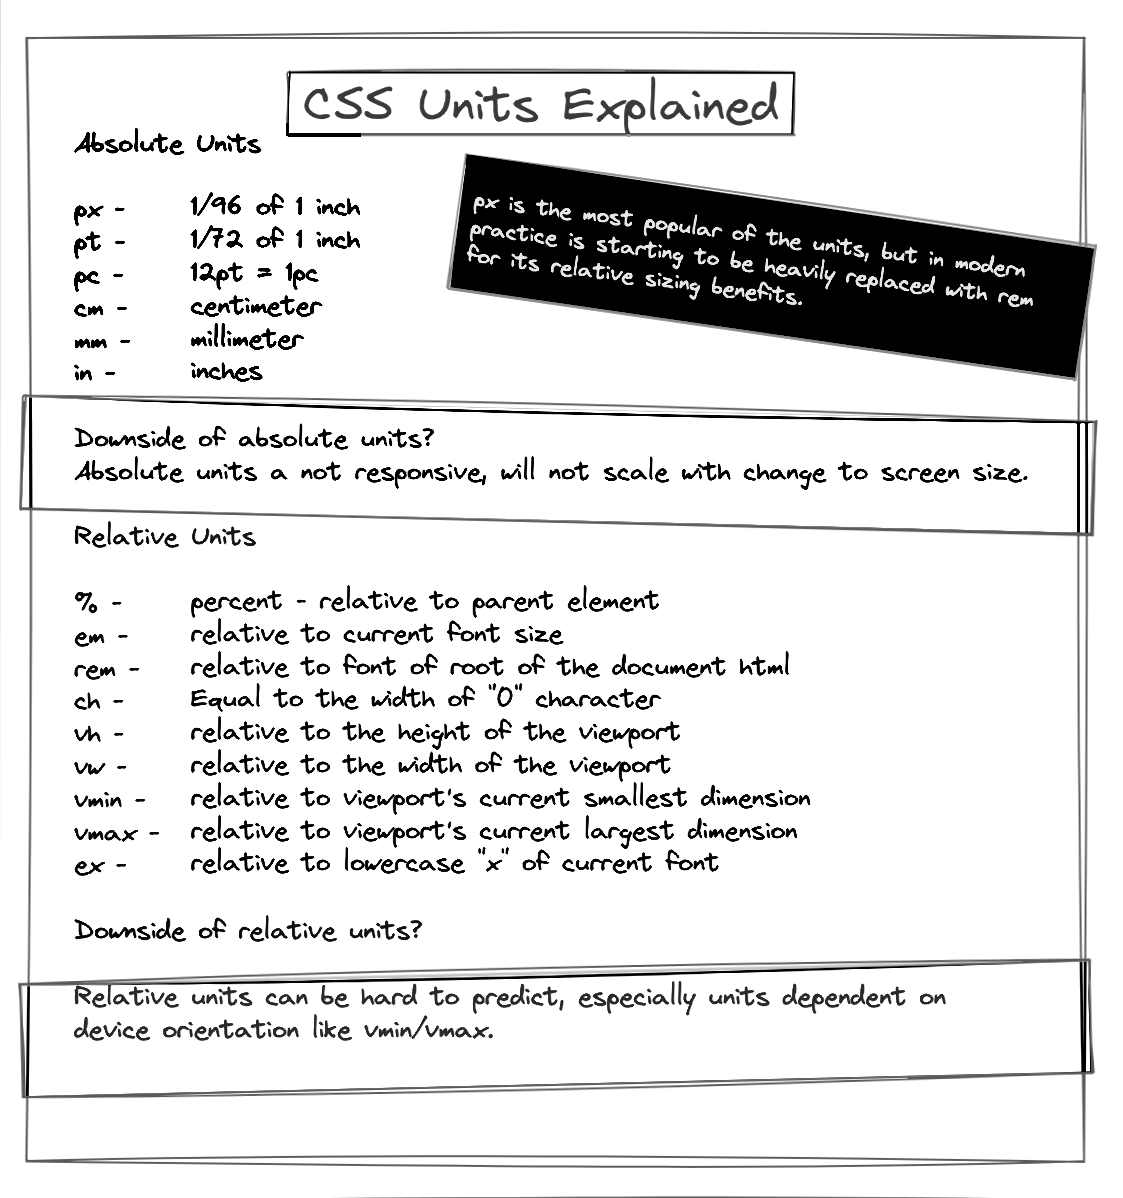 CSS Units Explained
Absolute Units
px - 1/96 of 1 inch
pt - 1/72 of 1 inch
pc - 12pt = 1pc
cm - centimeter
mm - millimeter
in - inches
px is the most popular of the units, but in modern
practice is starting to be heavily replaced with rem
for its relative sizing benefits.
Downside of absolute units?
Absolute units a not responsive, will not scale with change to screen size.
Relative Units
% - percent - relative to parent element
em - relative to current font size
rem - relative to font of root of the document html
ch - Equal to the width of "0" character
vh - relative to the height of the viewport
vw - relative to the width of the viewport
vmin - relative to viewport's current smallest dimension
vmax - relative to viewport's current largest dimension
ex - relative to lowercase "x" of current font
Downside of relative units?
Relative units can be hard to predict, especially units dependent on
device orientation like vmin/vmax.